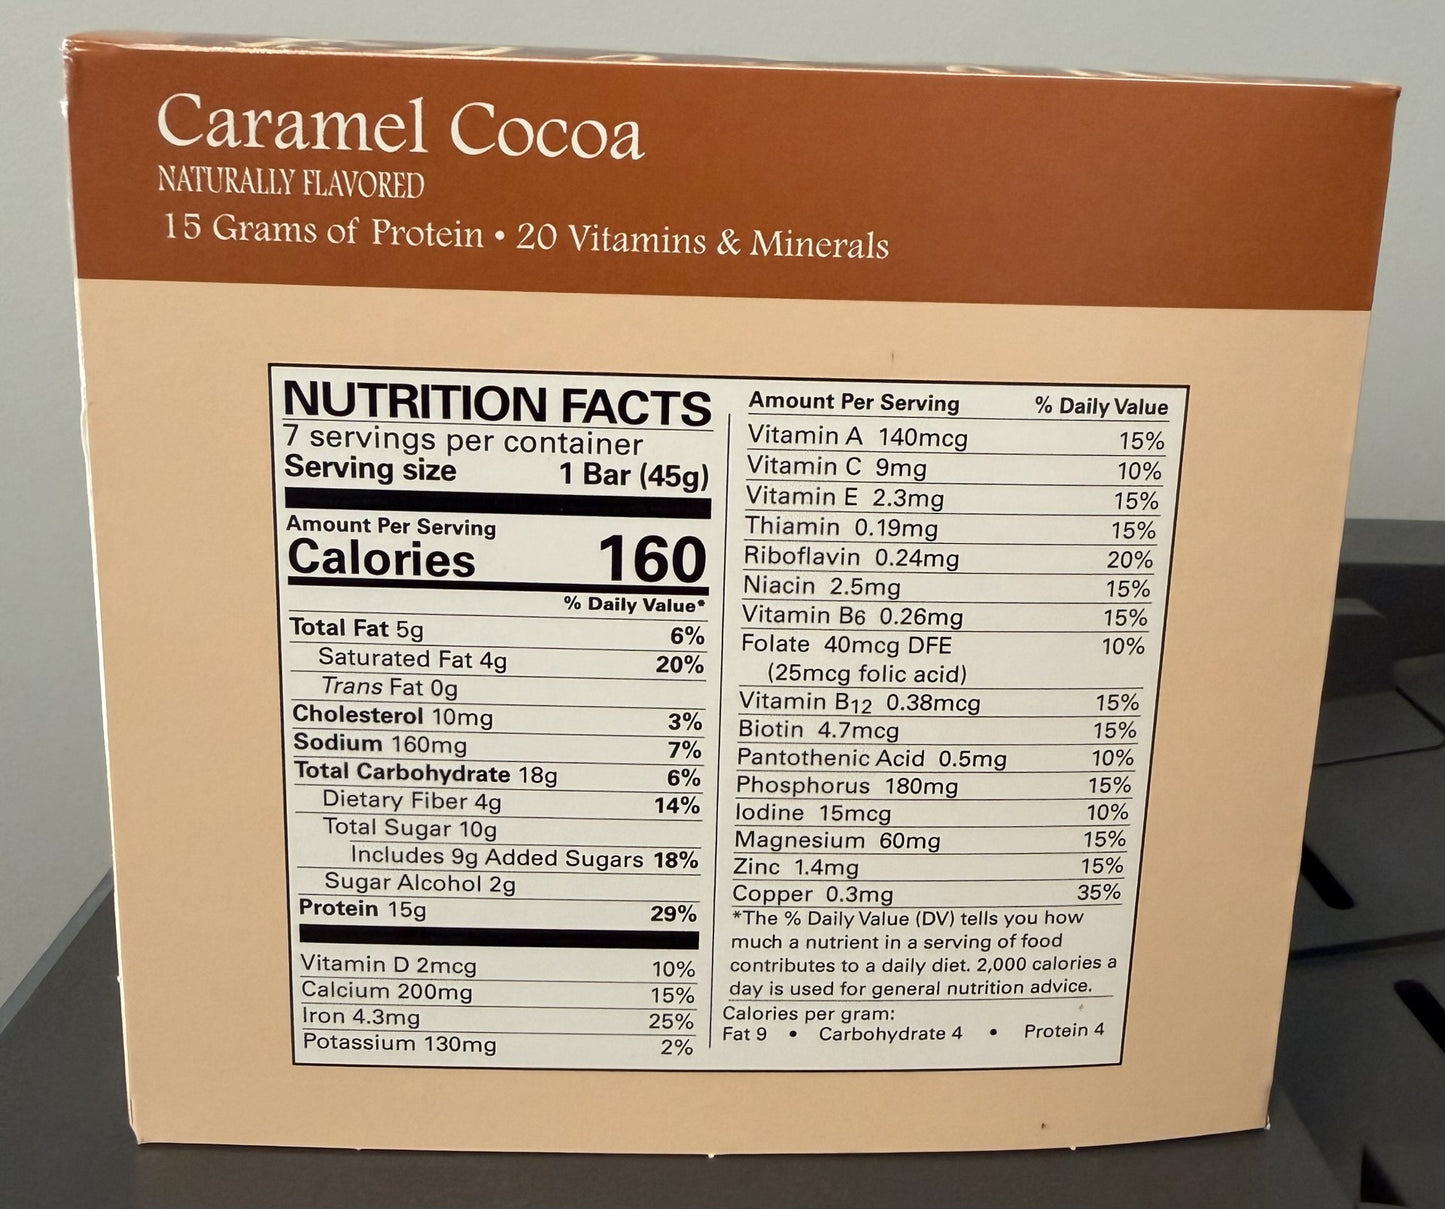 Caramel Cocoa
NATURALLY FLAVORED
15 Grams of Protein • 20 Vitamins & Minerals
NUTRITION FACTS
7 servings per container
Serving size 1 Bar (45g)
Amount Per Serving
Calories 160
% Daily Value*
Total Fat 5g 6%
Saturated Fat 4g 20%
Trans Fat 0g
Cholesterol 10mg 3%
Sodium 160mg 7%
Total Carbohydrate 18g 6%
Dietary Fiber 4g 14%
Total Sugar 10g
Includes 9g Added Sugars 18%
Sugar Alcohol 2g
Protein 15g 29%
Vitamin D 2mcg 10%
Calcium 200mg 15%
Iron 4.3mg 25%
Potassium 130mg 2%
Amount Per Serving % Daily Value
Vitamin A 140mcg 15%
Vitamin C 9mg 10%
Vitamin E 2.3mg 15%
Thiamin 0.19mg 15%
Riboflavin 0.24mg 20%
Niacin 2.5mg 15%
Vitamin B6 0.26mg 15%
Folate 40mcg DFE 10%
(25mcg folic acid)
Vitamin B12 0.38mcg 15%
Biotin 4.7mcg 15%
Pantothenic Acid 0.5mg 10%
Phosphorus 180mg 15%
Iodine 15mcg 10%
Magnesium 60mg 15%
Zinc 1.4mg 15%
Copper 0.3mg 35%
*The % Daily Value (DV) tells you how
much a nutrient in a serving of food
contributes to a daily diet. 2,000 calories a
day is used for general nutrition advice.
Calories per gram:
Fat 9 • Carbohydrate 4 • Protein 4